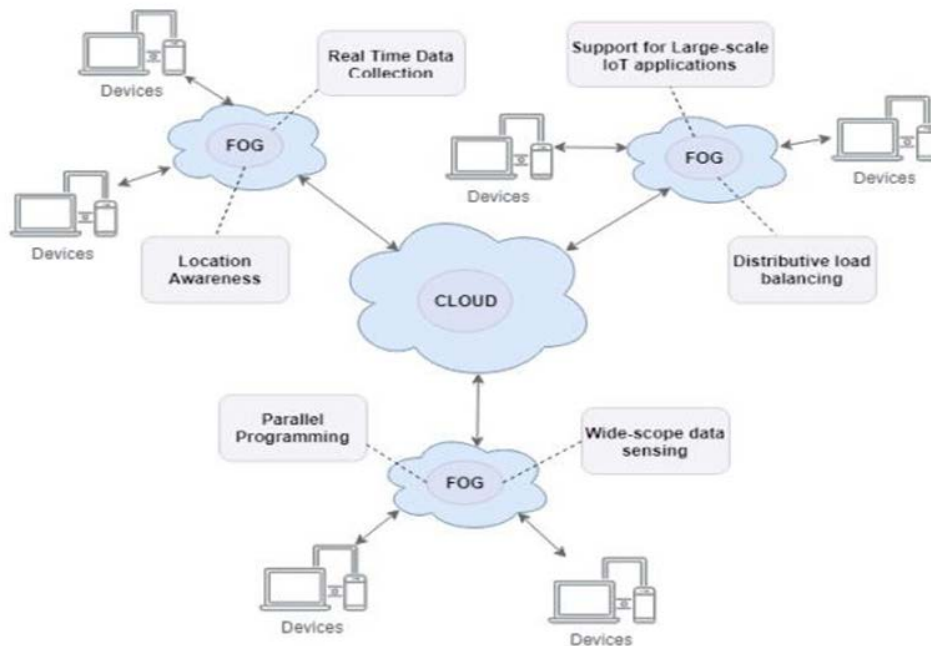 Real Time Data
Collection
Support for Large-scale
IoT applications
Devices
FOG
Devices
FOG
Devices
Devices
Location
Awareness
Distributive load
balancing
CLOUD
Parallel
Programming
Wide-scope data
sensing
FOG
Devices
Devices